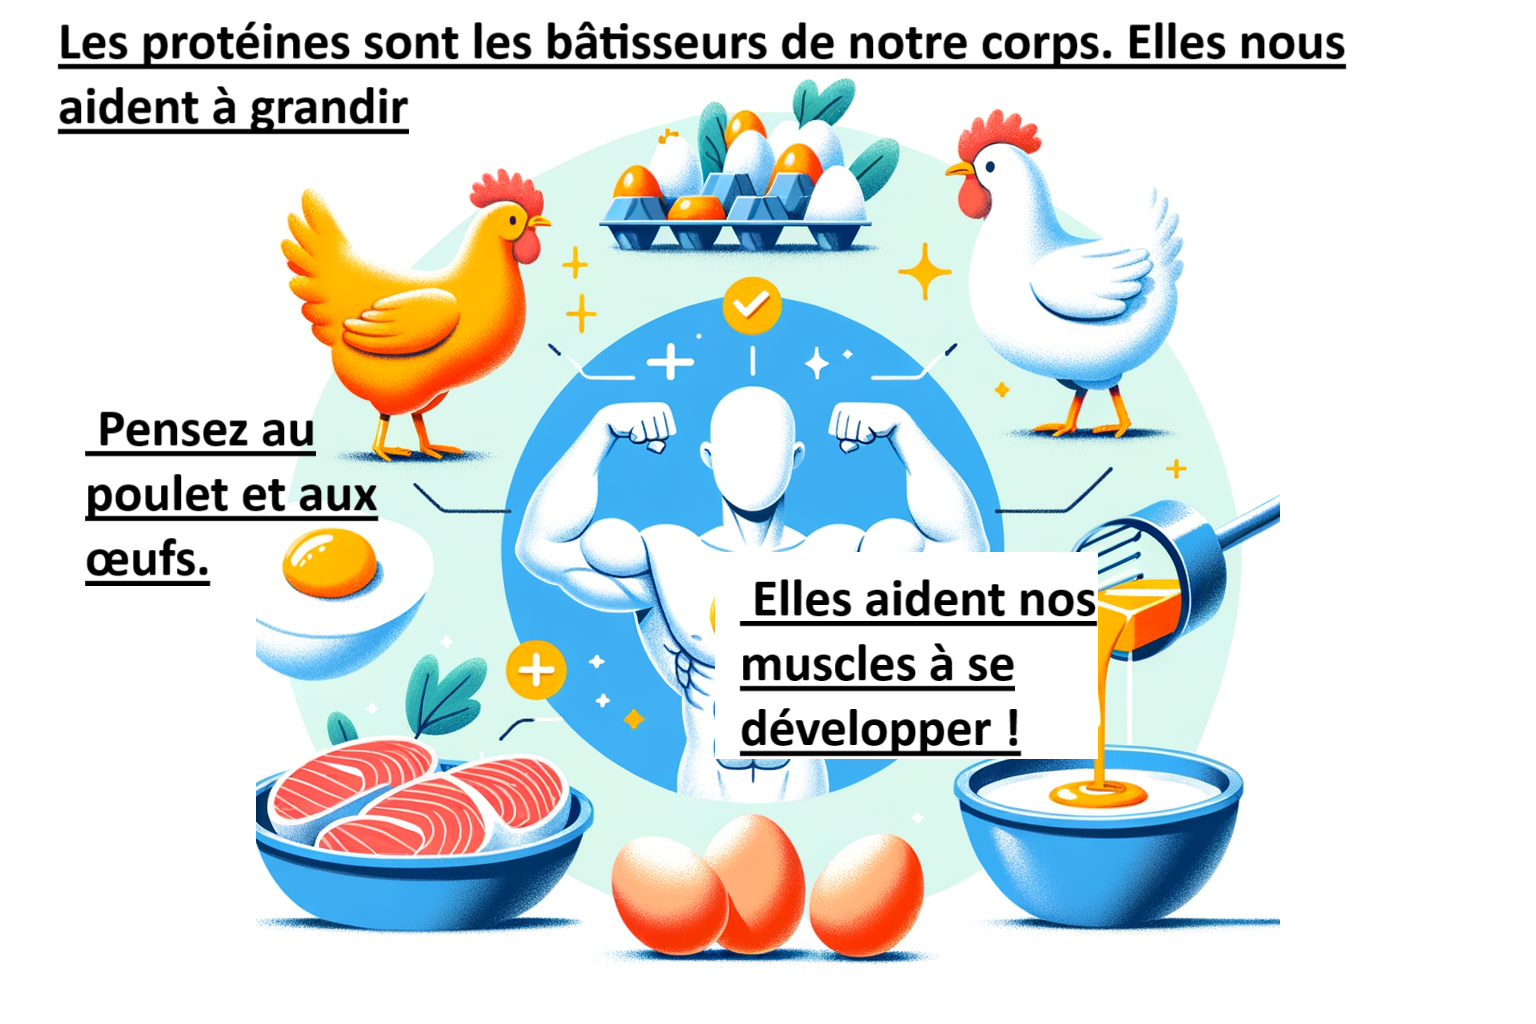 Les protéines sont les bâtisseurs de notre corps. Elles nous
aident à grandir
Pensez au
poulet et aux
œufs.
Elles aident nos
muscles à se
développer !